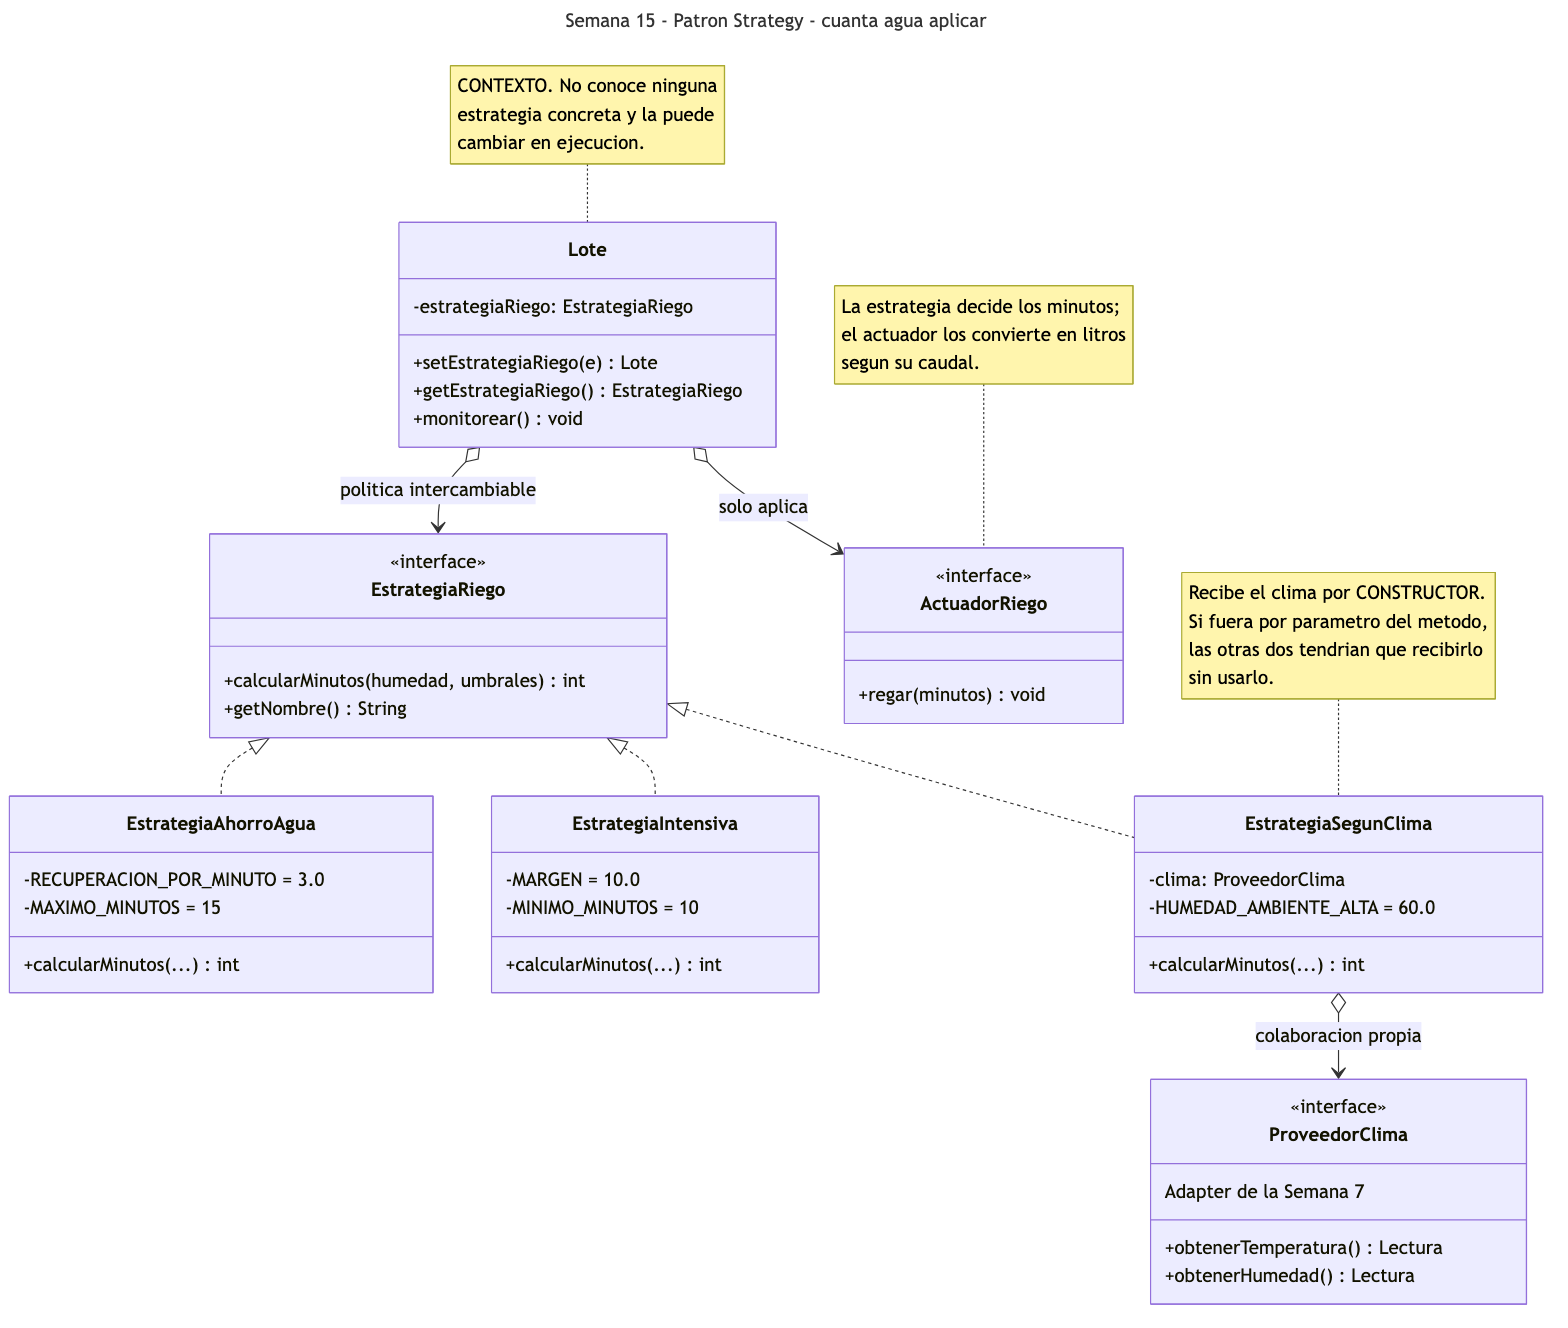 Semana 15 - Patron Strategy - cuanta agua aplicar
CONTEXTO. No conoce ninguna
estrategia concreta y la puede
cambiar en ejecucion.
Lote
-estrategiaRiego: EstrategiaRiego
+setEstrategiaRiego(e) : Lote
+getEstrategiaRiego() : EstrategiaRiego
+monitorear() : void
La estrategia decide los minutos;
el actuador los convierte en litros
segun su caudal.
politica intercambiable
solo aplica
«interface»
EstrategiaRiego
+calcularMinutos(humedad, umbrales) : int
+getNombre() : String
«interface»
ActuadorRiego
+regar(minutos) : void
Recibe el clima por CONSTRUCTOR.
Si fuera por parametro del metodo,
las otras dos tendrian que recibirlo
sin usarlo.
EstrategiaAhorroAgua
-RECUPERACION_POR_MINUTO = 3.0
-MAXIMO_MINUTOS = 15
+calcularMinutos(...) : int
EstrategiaIntensiva
-MARGEN = 10.0
-MINIMO_MINUTOS = 10
+calcularMinutos(...) : int
EstrategiaSegunClima
-clima: ProveedorClima
-HUMEDAD_AMBIENTE_ALTA = 60.0
+calcularMinutos(...) : int
colaboracion propia
«interface»
ProveedorClima
Adapter de la Semana 7
+obtenerTemperatura() : Lectura
+obtenerHumedad() : Lectura